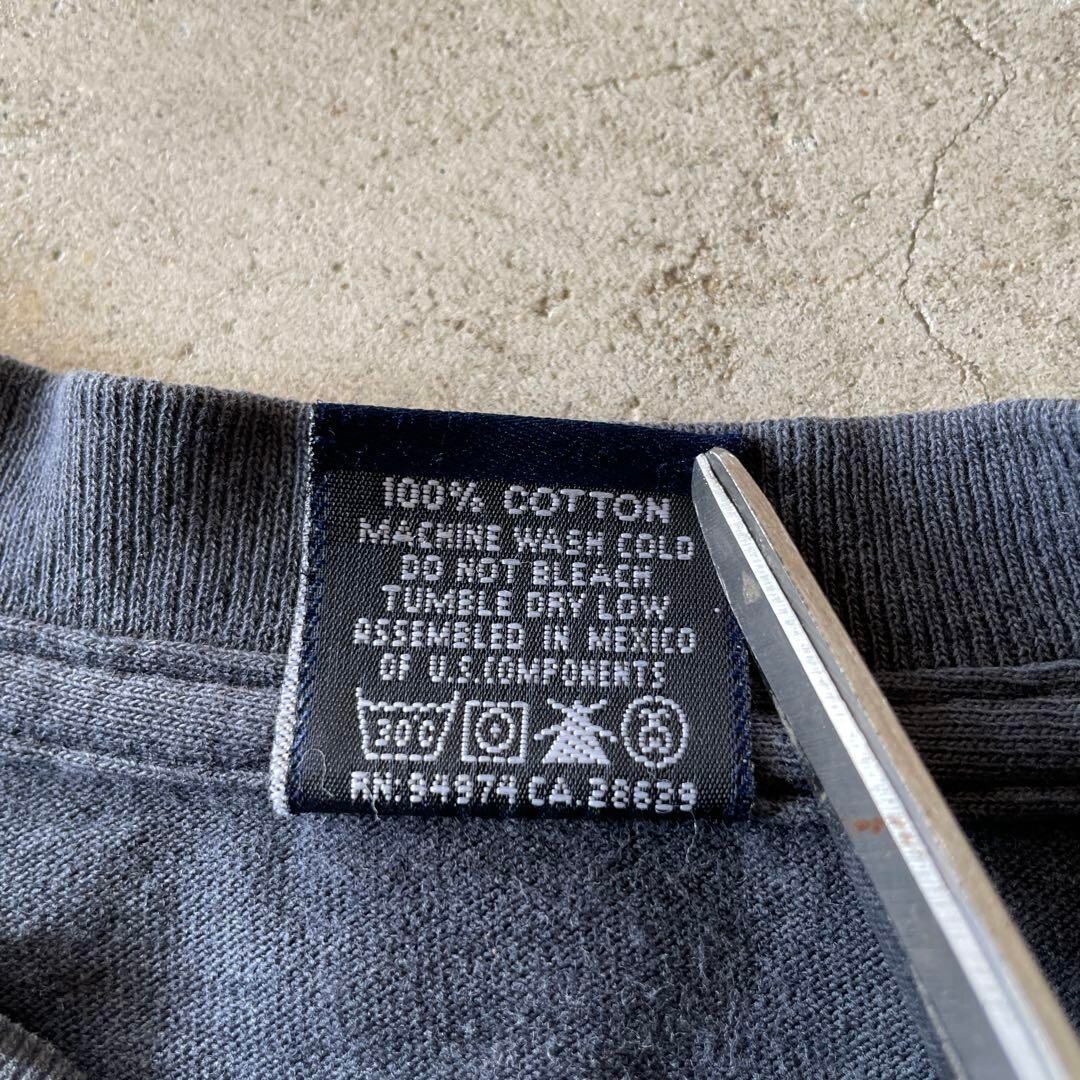 100% COTTON
MACHINE WASH COLD
DO NOT BLEACH
TUMBLE DRY LOW
ASSEMBLED IN MEXICO
OF U.S.COMPONENTS
30C
RN:94974 CA 28639